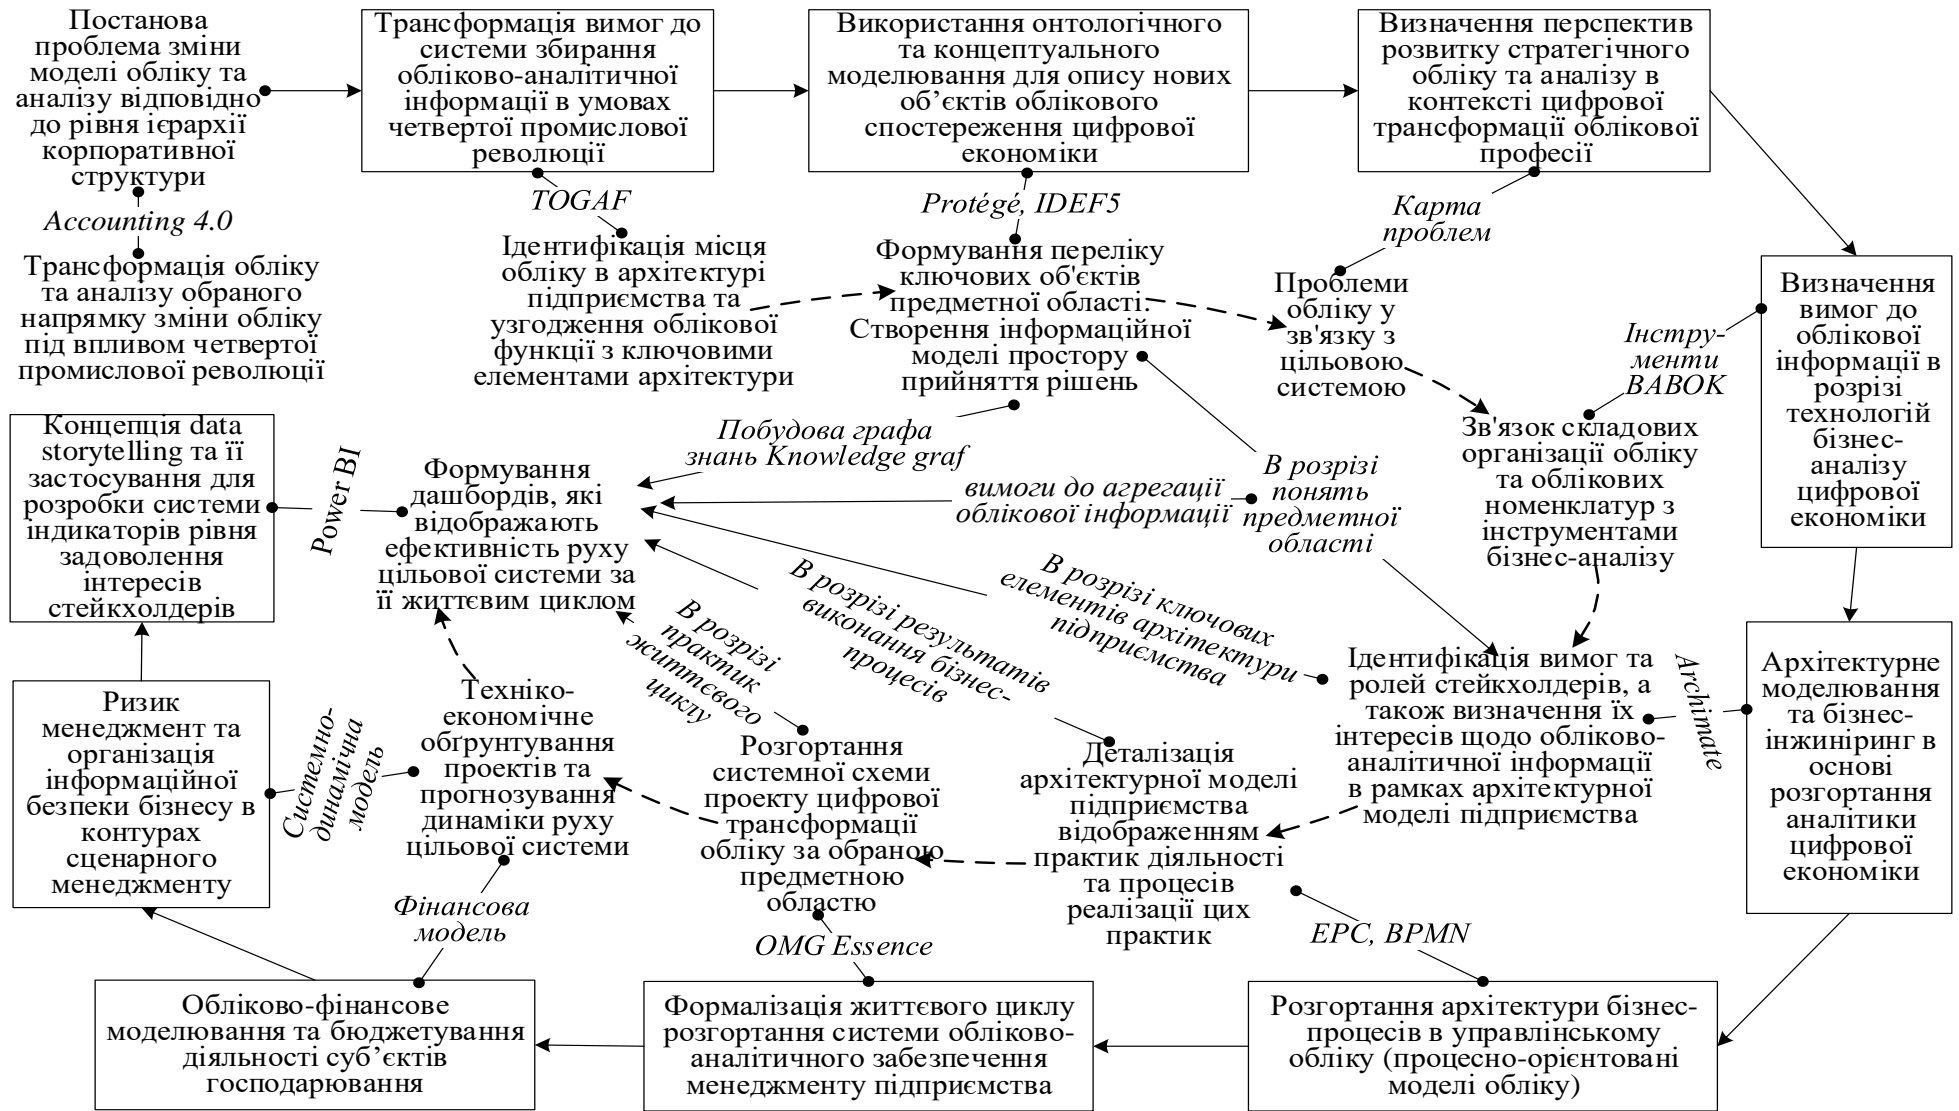 Постанова
проблема зміни
моделі обліку та
аналізу відповідно
до рівня ієрархії
корпоративної
структури
Трансформація вимог до
системи збирання
обліково-аналітичної
інформації в умовах
четвертої промислової
революції
Використання онтологічного
та концептуального
моделювання для опису нових
об’єктів облікового
спостереження цифрової
економіки
Визначення перспектив
розвитку стратегічного
обліку та аналізу в
контексті цифрової
трансформації облікової
професії
Accounting 4.0
TOGAF
Protégé, IDEF5
Карта
проблем
Трансформація обліку
та аналізу обраного
напрямку зміни обліку
під впливом четвертої
промислової революції
Ідентифікація місця
обліку в архітектурі
підприємства та
узгодження облікової
функції з ключовими
елементами архітектури
Формування переліку
ключових об'єктів
предметної області.
Створення інформаційної
моделі простору
прийняття рішень
Проблеми
обліку у
зв'язку з
цільовою
системою
Інстру-
менти
BABOK
Визначення
вимог до
облікової
інформації в
розрізі
технологій
бізнес-
аналізу
цифрової
економіки
Концепція data
storytelling та її
застосування для
розробки системи
індикаторів рівня
задоволення
інтересів
стейкхолдерів
Power BI
Формування
дашбордів, які
відображають
ефективність руху
цільової системи за
її життєвим циклом
Побудова графа
знань Knowledge graf
вимоги до агрегації
облікової інформації
В розрізі
понять
предметної
області
Зв'язок складових
організації обліку
та облікових
номенклатур з
інструментами
бізнес-аналізу
В розрізі
практик
життєвого
циклу
В розрізі результатів
виконання бізнес-
процесів
В розрізі ключових
елементів архітектури
підприємства
Ризик
менеджмент та
організація
інформаційної
безпеки бізнесу в
контурах
сценарного
менеджменту
Системно-
динамічна
модель
Техніко-
економічне
обґрунтування
проектів та
прогнозування
динаміки руху
цільової системи
Розгортання
системної схеми
проекту цифрової
трансформації
обліку за обраною
предметною
областю
Деталізація
архітектурної моделі
підприємства
відображенням
практик діяльності
та процесів
реалізації цих
практик
Ідентифікація вимог та
ролей стейкхолдерів, а
також визначення їх
інтересів щодо обліково-
аналітичної інформації
в рамках архітектурної
моделі підприємства
Archimate
Архітектурне
моделювання
та бізнес-
інжиніринг в
основі
розгортання
аналітики
цифрової
економіки
Фінансова
модель
OMG Essence
EPC, BPMN
Обліково-фінансове
моделювання та бюджетування
діяльності суб’єктів
господарювання
Формалізація життєвого циклу
розгортання системи обліково-
аналітичного забезпечення
менеджменту підприємства
Розгортання архітектури бізнес-
процесів в управлінському
обліку (процесно-орієнтовані
моделі обліку)